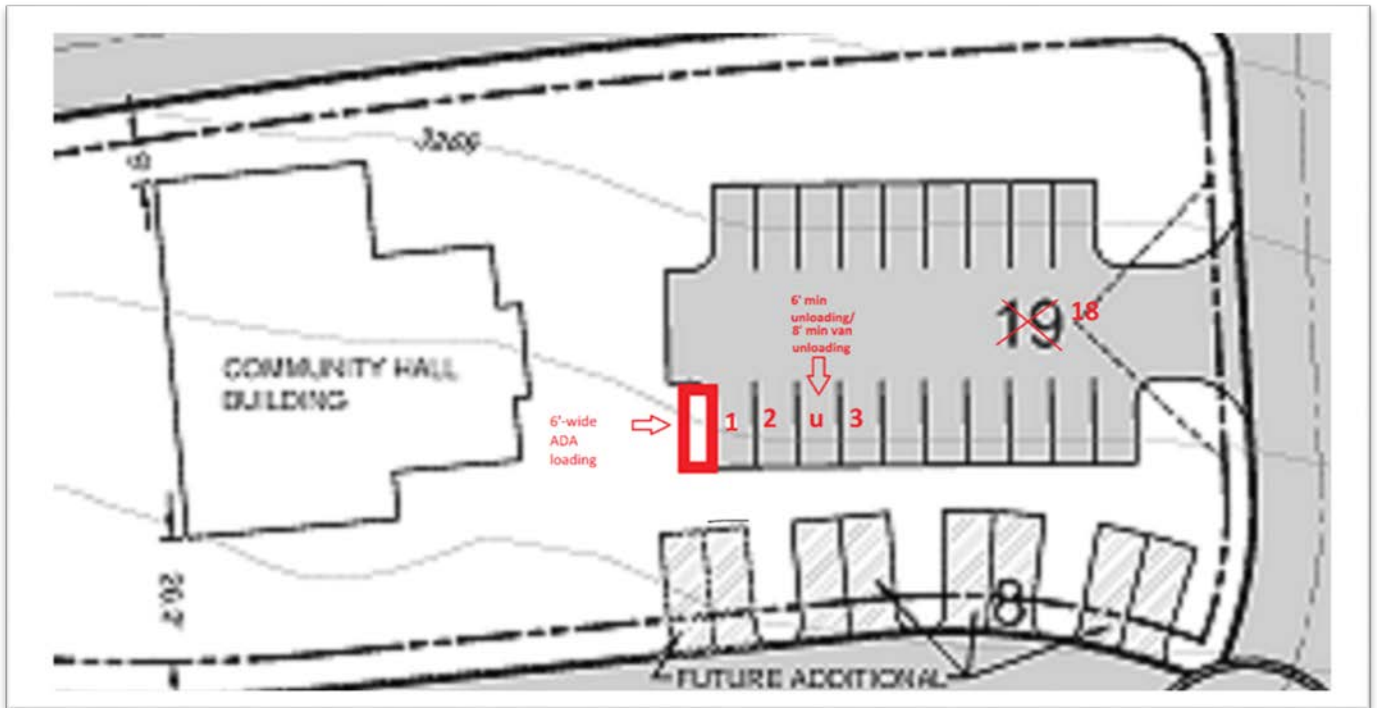 3266
6' min
unloading/
8' min van
unloading
19 18
COMMUNITY HALL
BUILDING
6'-wide
ADA
loading
1 2 u 3
8
FUTURE ADDITIONAL